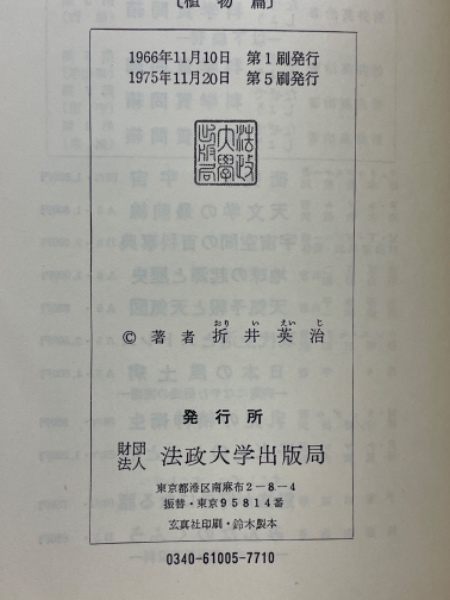 〔植物篇〕
1966年11月10日 第1刷発行
1975年11月20日 第5刷発行
法政
大學
出版局
おり い えい じ
© 著者 折井英治
発行所
財団法人 法政大学出版局
東京都港区南麻布2-8-4
振替・東京95814番
玄真社印刷・鈴木製本
0340-61005-7710